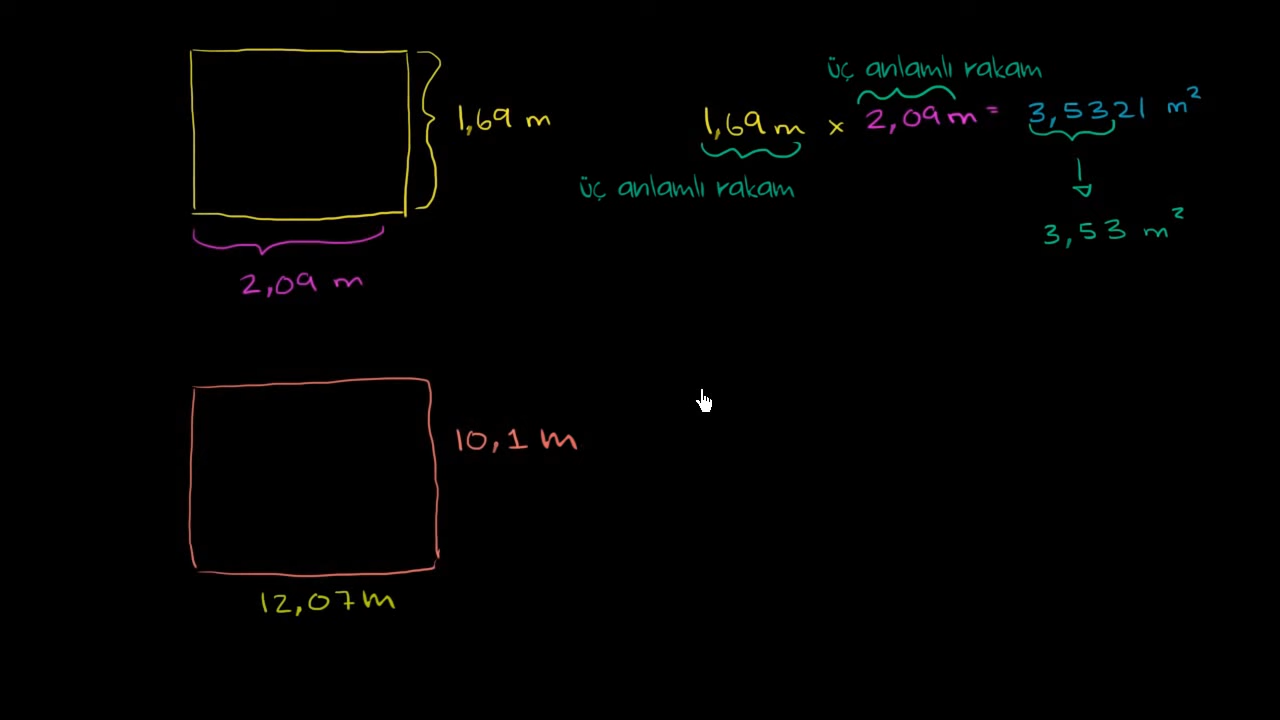 1,69 m
2,09 m
üç anlamlı rakam
1,69 m × 2,09 m = 3,5321 m²
üç anlamlı rakam
3,53 m²
10,1 m
12,07 m